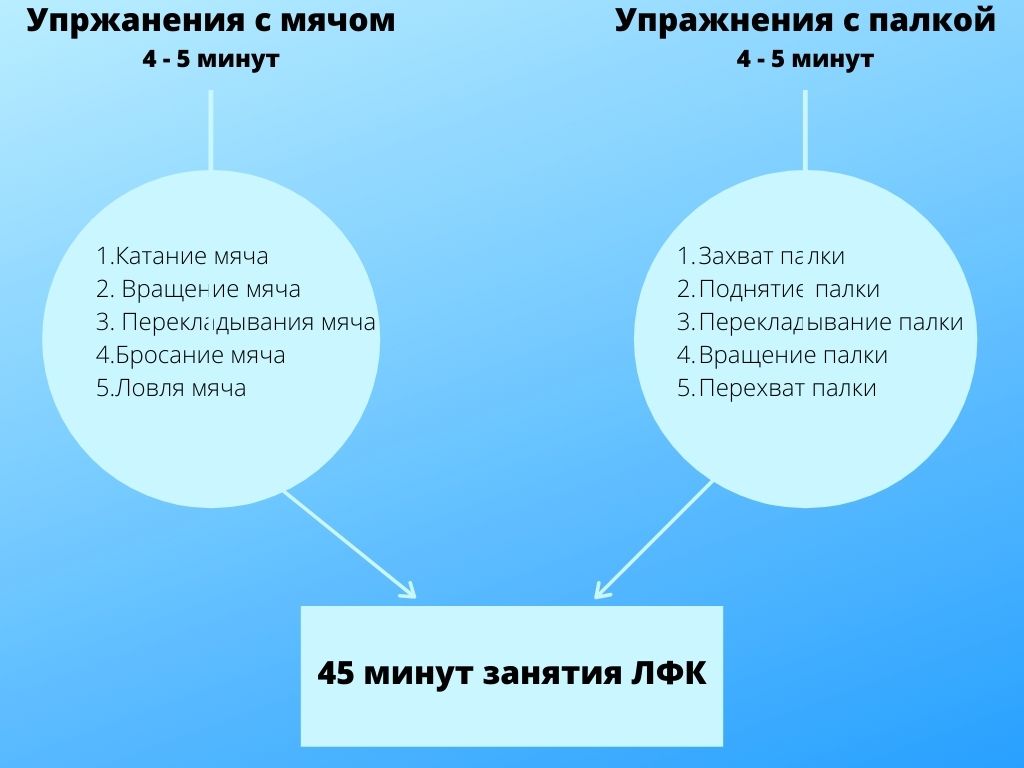 Упржанения с мячом
4 - 5 минут
1.Катание мяча
2. Вращение мяча
3. Перекладывания мяча
4.Бросание мяча
5.Ловля мяча
Упражнения с палкой
4 - 5 минут
1.Захват палки
2.Поднятие палки
3.Перекладывание палки
4.Вращение палки
5.Перехват палки
45 минут занятия ЛФК